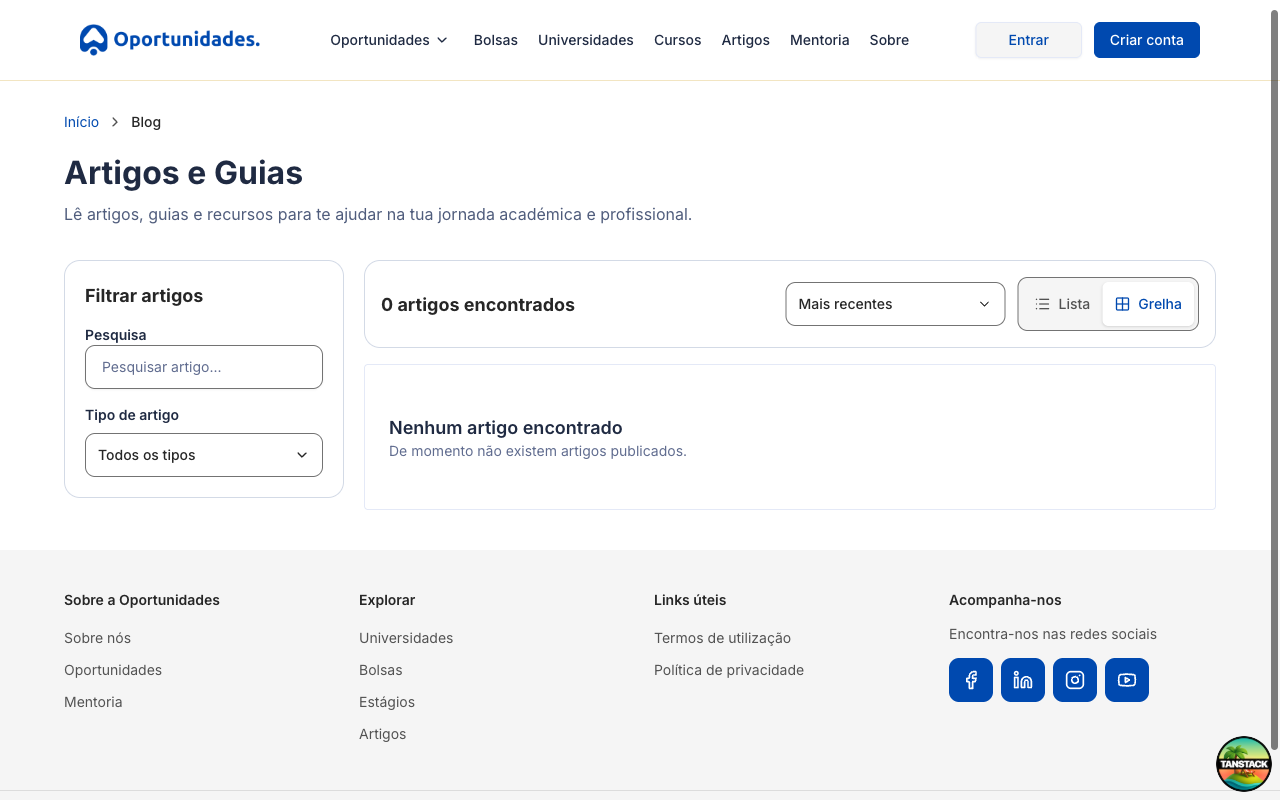 Oportunidades.
Oportunidades
Bolsas
Universidades
Cursos
Artigos
Mentoria
Sobre
Entrar
Criar conta
Início
Blog
Artigos e Guias
Lê artigos, guias e recursos para te ajudar na tua jornada académica e profissional.
Filtrar artigos
Pesquisa
Pesquisar artigo...
Tipo de artigo
Todos os tipos
0 artigos encontrados
Mais recentes
Lista
Grelha
Nenhum artigo encontrado
De momento não existem artigos publicados.
Sobre a Oportunidades
Sobre nós
Oportunidades
Mentoria
Explorar
Universidades
Bolsas
Estágios
Artigos
Links úteis
Termos de utilização
Política de privacidade
Acompanha-nos
Encontra-nos nas redes sociais
TANSTACK